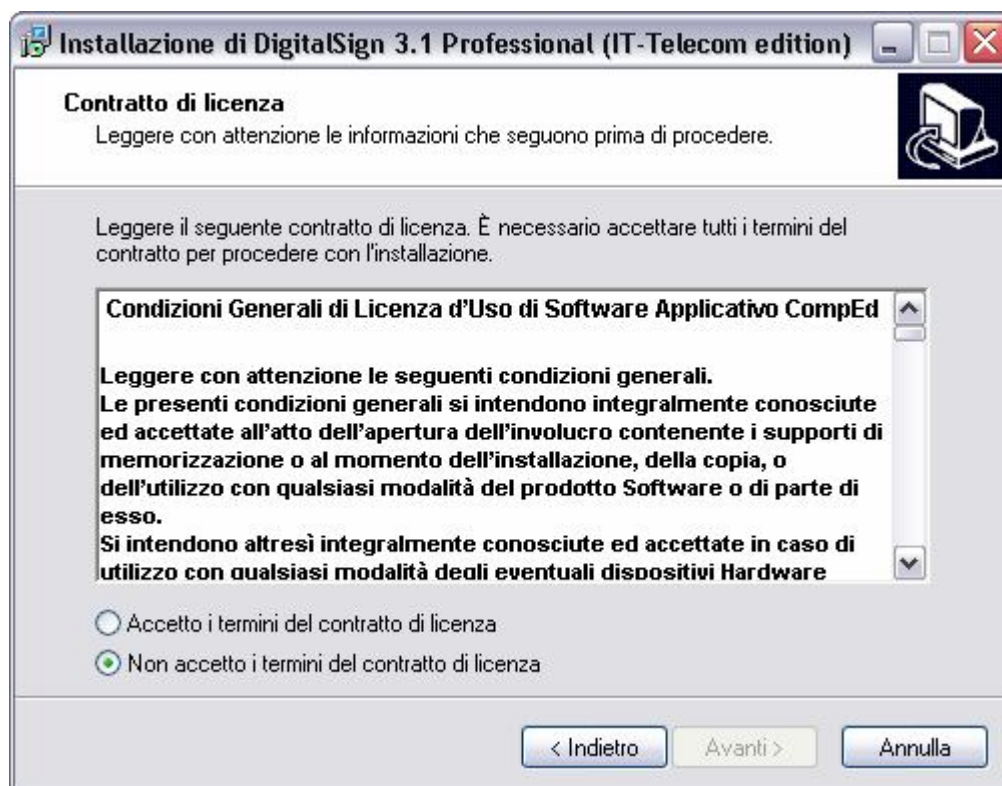 Installazione di DigitalSign 3.1 Professional (IT-Telecom edition)
Contratto di licenza
Leggere con attenzione le informazioni che seguono prima di procedere.
Leggere il seguente contratto di licenza. È necessario accettare tutti i termini del
contratto per procedere con l'installazione.
Condizioni Generali di Licenza d'Uso di Software Applicativo CompEd
Leggere con attenzione le seguenti condizioni generali.
Le presenti condizioni generali si intendono integralmente conosciute
ed accettate all'atto dell'apertura dell'involucro contenente i supporti di
memorizzazione o al momento dell'installazione, della copia, o
dell'utilizzo con qualsiasi modalità del prodotto Software o di parte di
esso.
Si intendono altresì integralmente conosciute ed accettate in caso di
utilizzo con qualsiasi modalità degli eventuali dispositivi Hardware
Accetto i termini del contratto di licenza
Non accetto i termini del contratto di licenza
< Indietro
Avanti >
Annulla